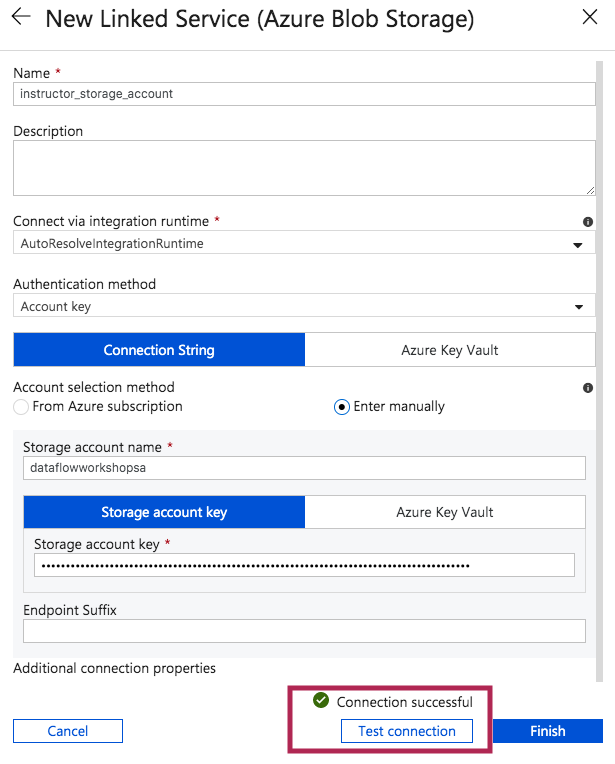 New Linked Service (Azure Blob Storage)
Name *
instructor_storage_account
Description
Connect via integration runtime *
AutoResolveIntegrationRuntime
Authentication method
Account key
Connection String
Azure Key Vault
Account selection method
From Azure subscription
Enter manually
Storage account name *
dataflowworkshopsa
Storage account key
Azure Key Vault
Storage account key *
Endpoint Suffix
Additional connection properties
Connection successful
Cancel
Test connection
Finish